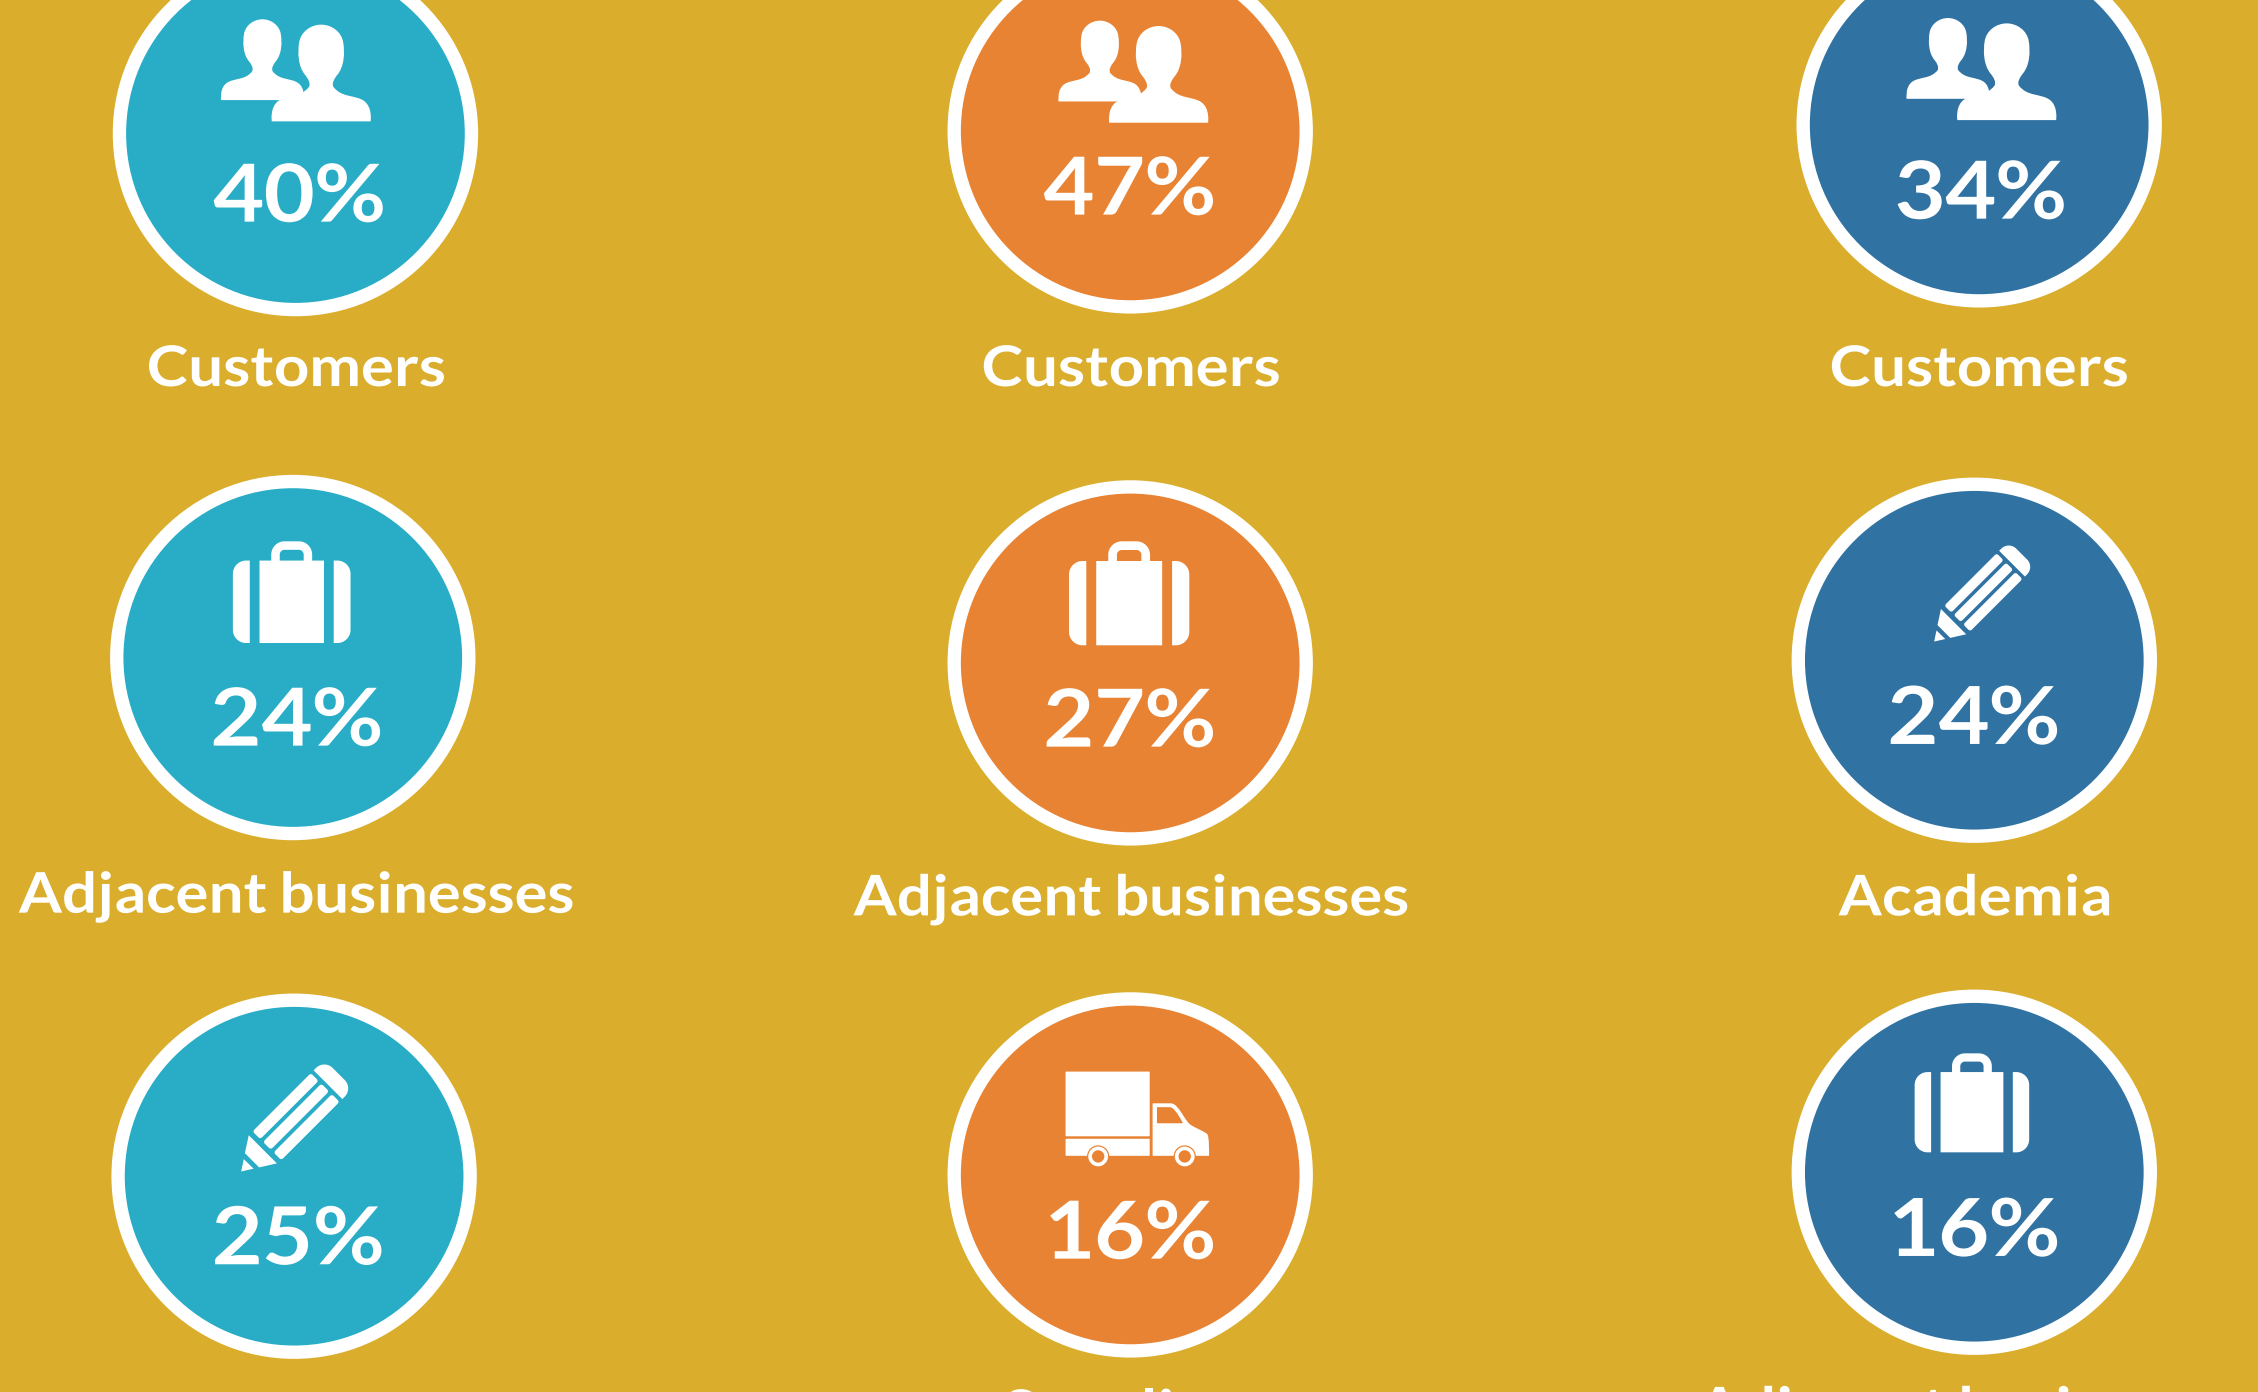 40%
47%
34%
Customers
Customers
Customers
24%
27%
24%
Adjacent businesses
Adjacent businesses
Academia
25%
16%
16%